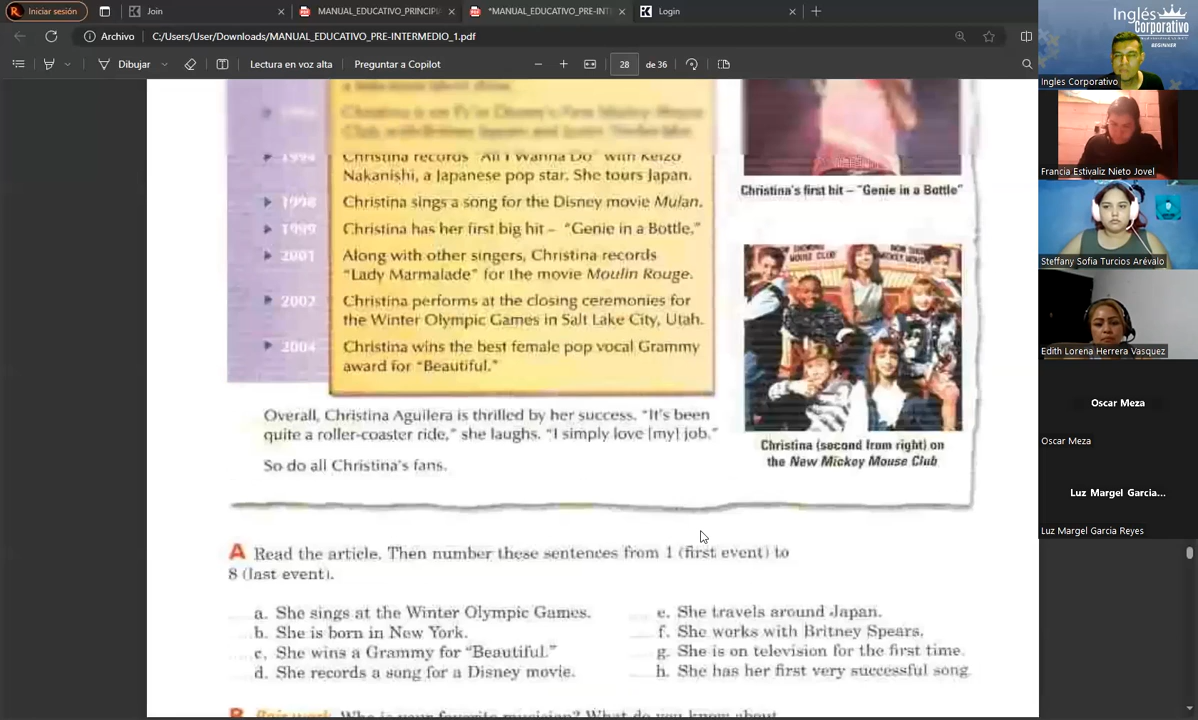 Iniciar sesión
Join
MANUAL_EDUCATIVO_PRINCIPI
*MANUAL_EDUCATIVO_PRE-INT
Login
Archivo
C:/Users/User/Downloads/MANUAL_EDUCATIVO_PRE-INTERMEDIO_1.pdf
Dibujar
Lectura en voz alta
Preguntar a Copilot
28
de 36
Christina records "All I Wanna Do" with Keizo
Nakanishi, a Japanese pop star. She tours Japan.
1998
Christina sings a song for the Disney movie Mulan.
1999
Christina has her first big hit – "Genie in a Bottle."
2001
Along with other singers, Christina records
"Lady Marmalade" for the movie Moulin Rouge.
2002
Christina performs at the closing ceremonies for
the Winter Olympic Games in Salt Lake City, Utah.
2004
Christina wins the best female pop vocal Grammy
award for "Beautiful."
Christina's first hit – "Genie in a Bottle"
Christina (second from right) on
the New Mickey Mouse Club
Overall, Christina Aguilera is thrilled by her success. "It's been
quite a roller-coaster ride," she laughs. "I simply love [my] job."
So do all Christina's fans.
A Read the article. Then number these sentences from 1 (first event) to
8 (last event).
a. She sings at the Winter Olympic Games.
b. She is born in New York.
c. She wins a Grammy for "Beautiful."
d. She records a song for a Disney movie.
e. She travels around Japan.
f. She works with Britney Spears.
g. She is on television for the first time.
h. She has her first very successful song.
Inglés
Corporativo
BEGINNER
Ingles Corporativo
Francia Estivaliz Nieto Jovel
Steffany Sofia Turcios Arévalo
Edith Lorena Herrera Vasquez
Oscar Meza
Oscar Meza
Luz Margel Garcia...
Luz Margel Garcia Reyes